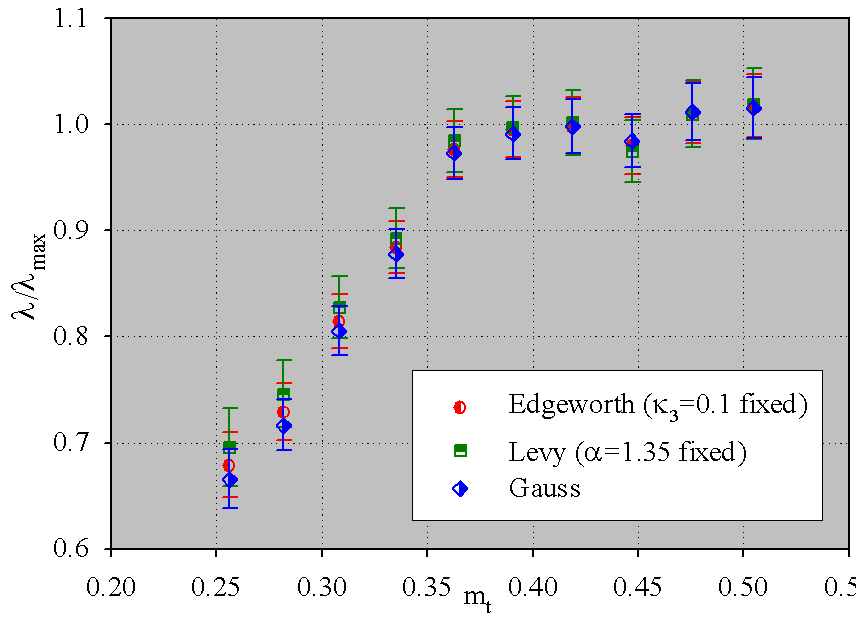 1.1
1.0
0.9
0.8
0.7
0.6
λ/λmax
Edgeworth (κ3=0.1 fixed)
Levy (α=1.35 fixed)
Gauss
0.20 0.25 0.30 0.35 0.40 0.45 0.50 0.5
mt